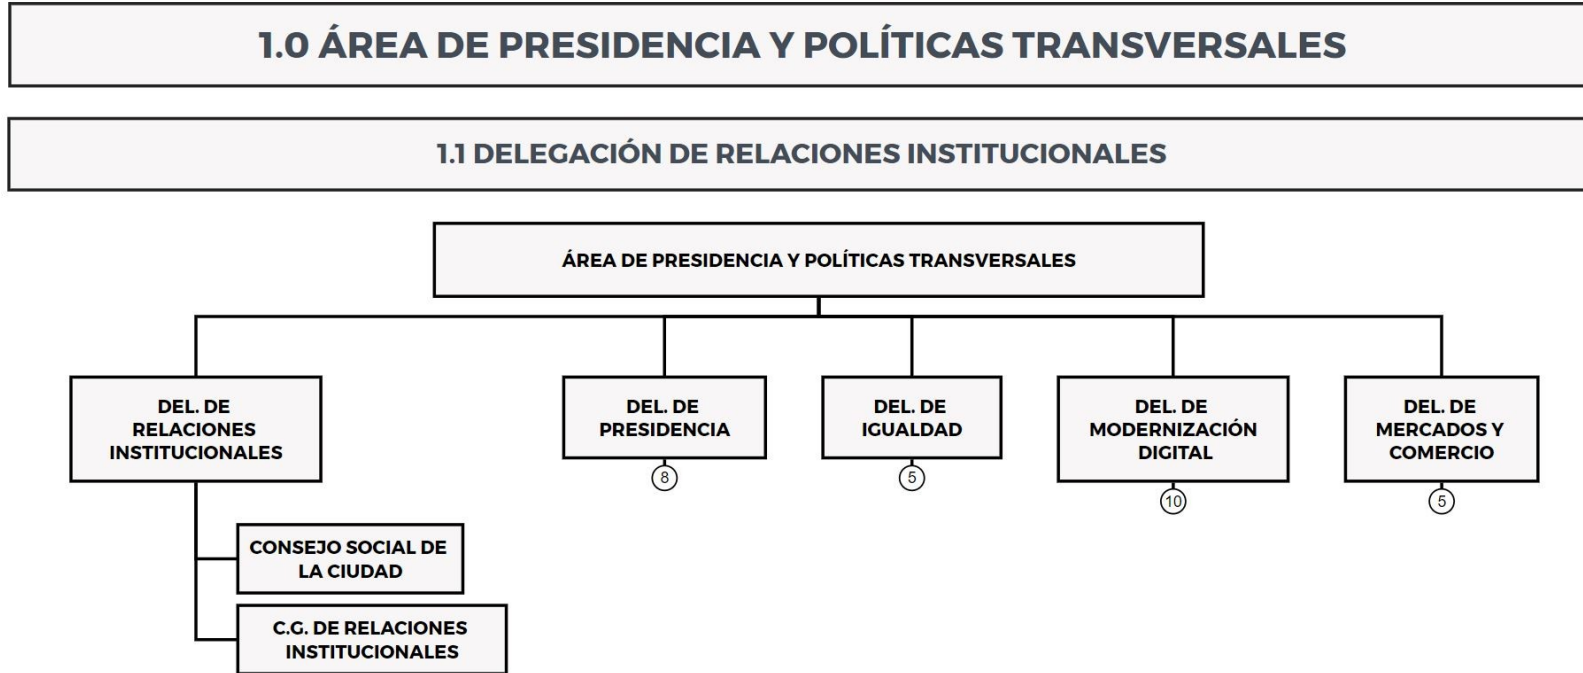 1.0 ÁREA DE PRESIDENCIA Y POLÍTICAS TRANSVERSALES
1.1 DELEGACIÓN DE RELACIONES INSTITUCIONALES
ÁREA DE PRESIDENCIA Y POLÍTICAS TRANSVERSALES
DEL. DE
RELACIONES
INSTITUCIONALES
DEL. DE
PRESIDENCIA
8
DEL. DE
IGUALDAD
5
DEL. DE
MODERNIZACIÓN
DIGITAL
10
DEL. DE
MERCADOS Y
COMERCIO
5
CONSEJO SOCIAL DE
LA CIUDAD
C.G. DE RELACIONES
INSTITUCIONALES